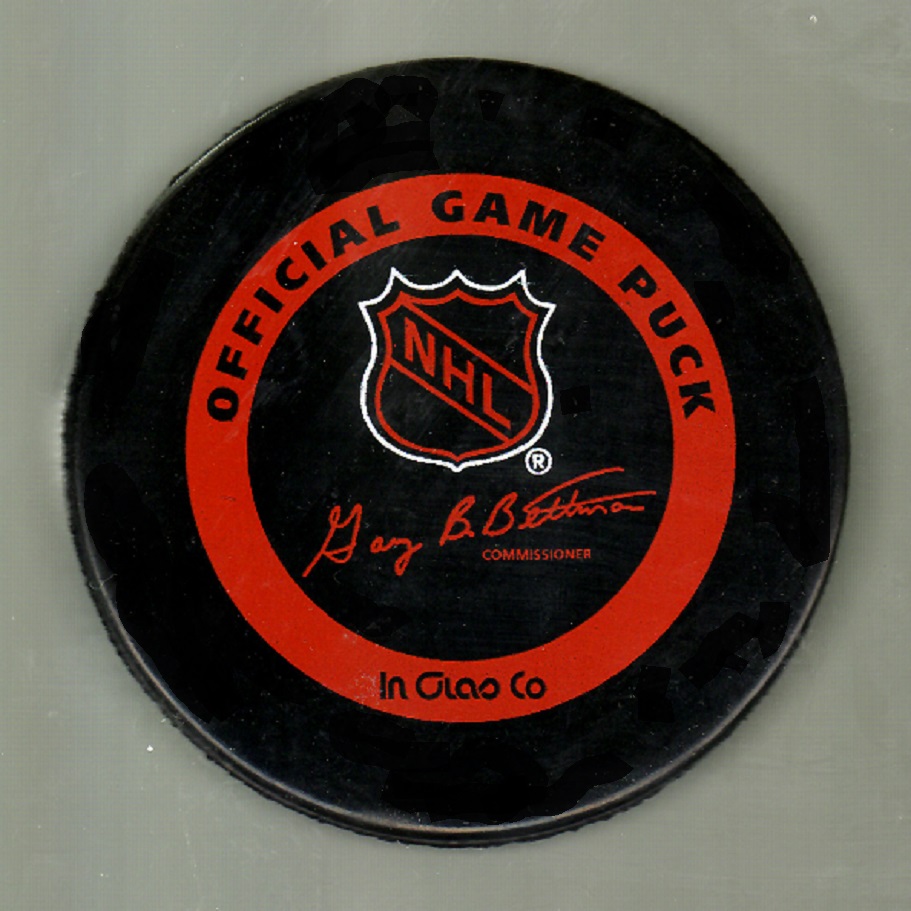 OFFICIAL GAME PUCK
NHL
®
Gary B. Bettman
COMMISSIONER
In Glas Co